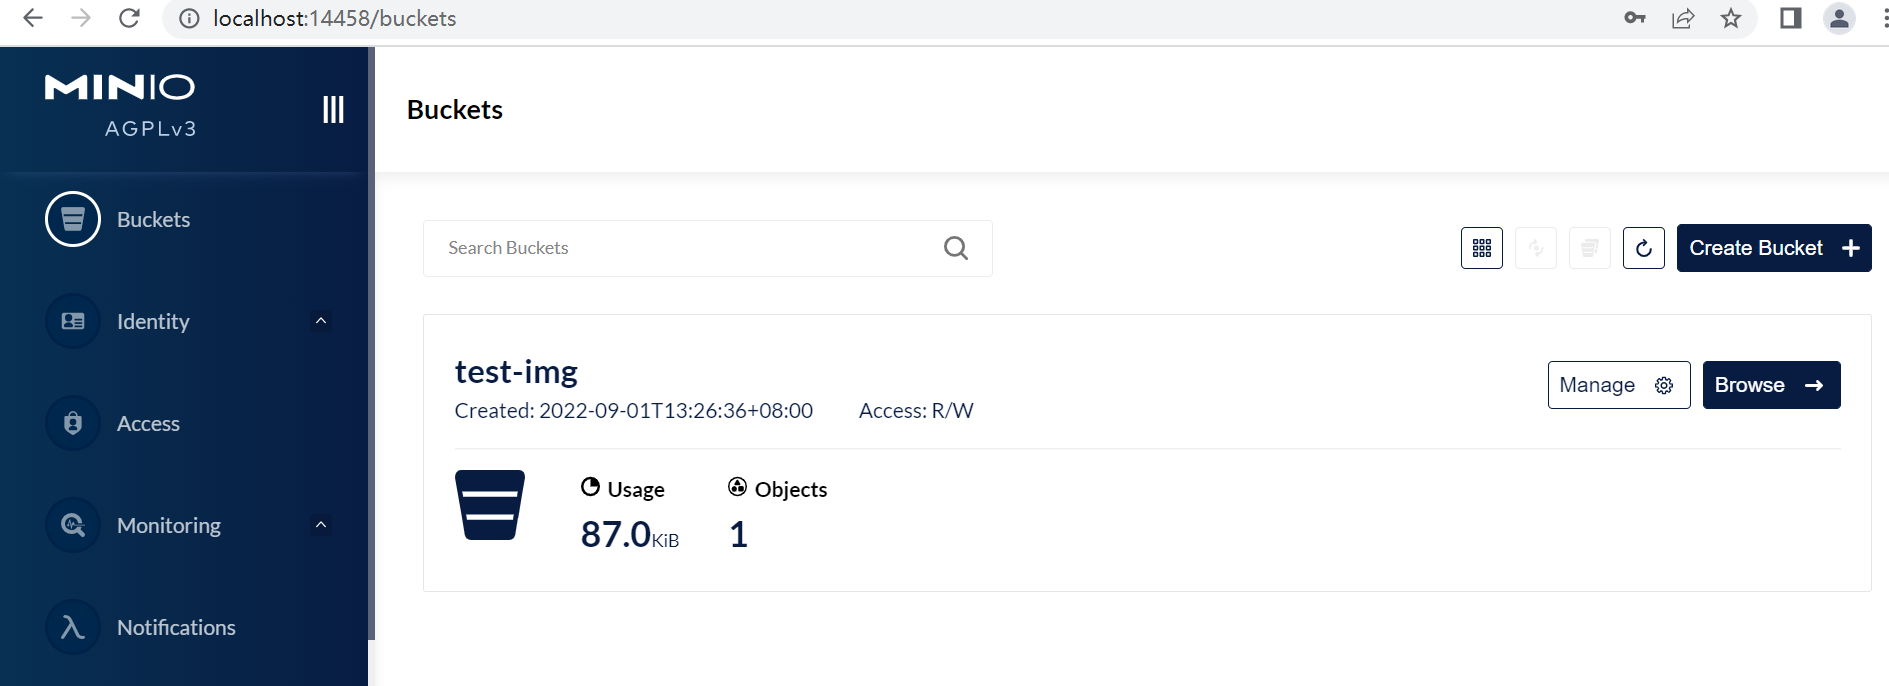 localhost:14458/buckets
MINIO
AGPLv3
Buckets
Identity
Access
Monitoring
Notifications
Buckets
Search Buckets
Create Bucket +
test-img
Created: 2022-09-01T13:26:36+08:00 Access: R/W
Manage
Browse
Usage
87.0KiB
Objects
1